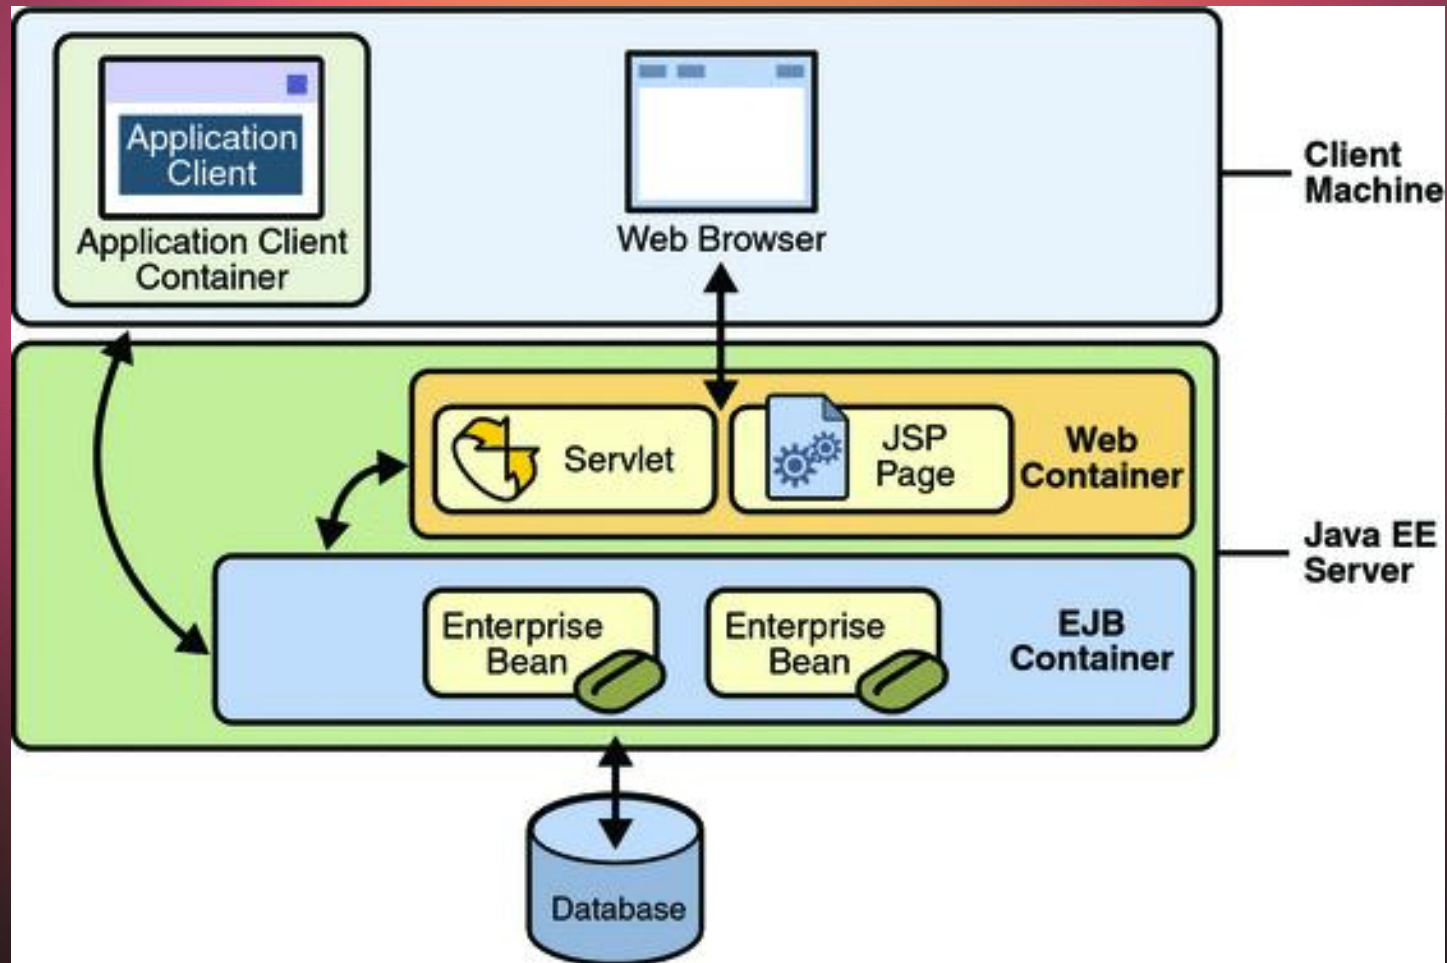 Application
Client
Application Client
Container
Web Browser
Client
Machine
Servlet
JSP
Page
Web
Container
Java EE
Server
Enterprise
Bean
Enterprise
Bean
EJB
Container
Database